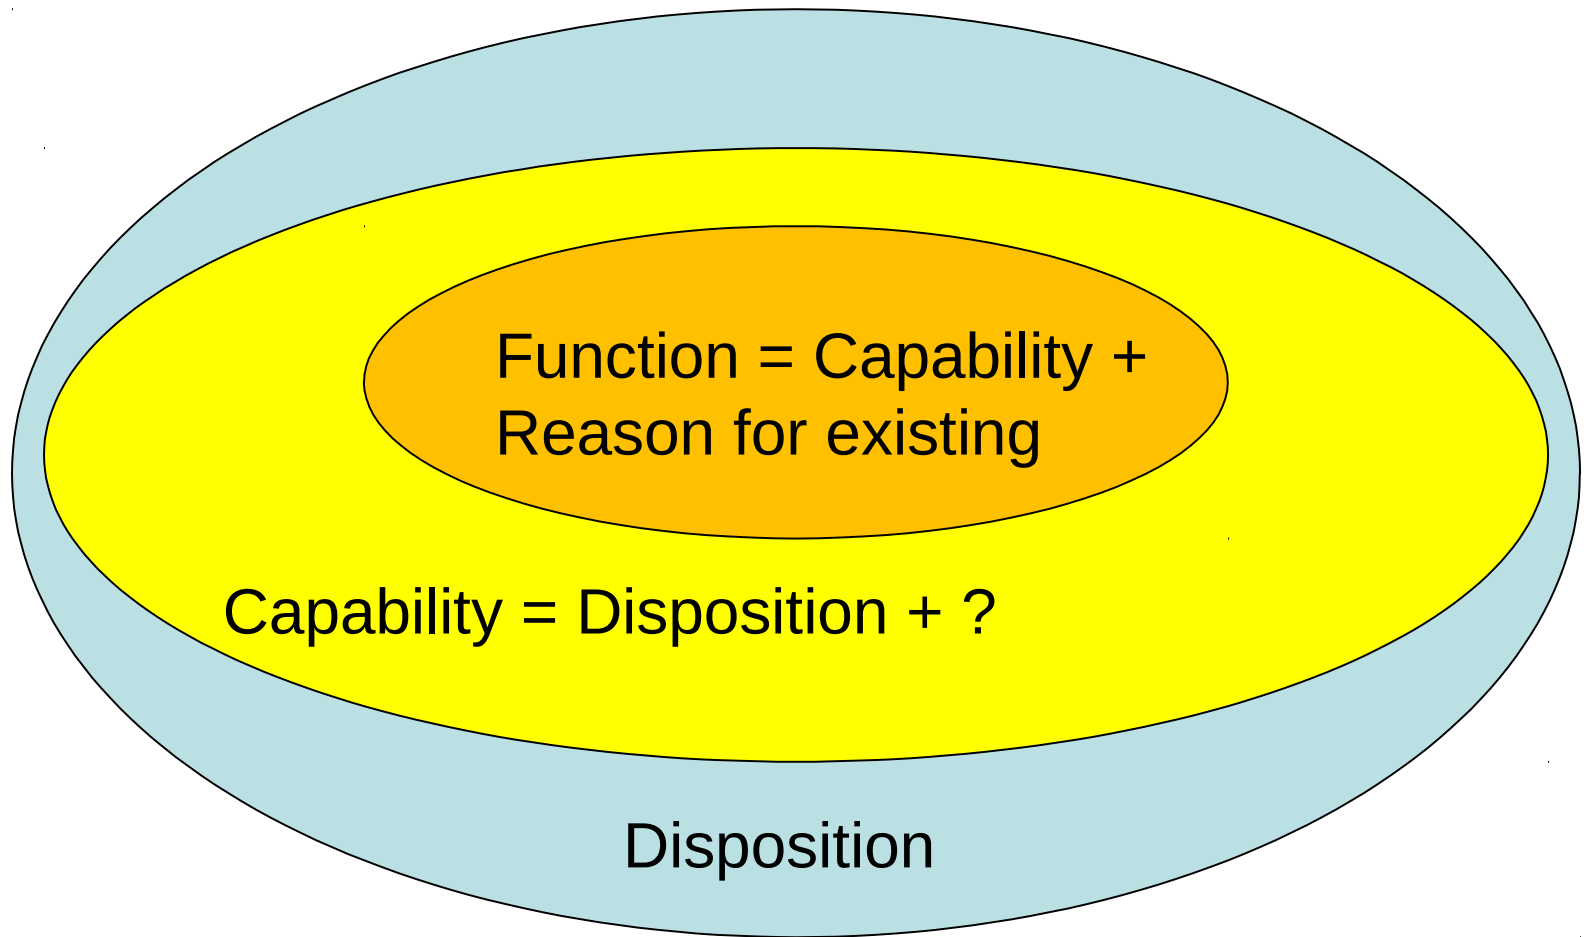 Function = Capability +
Reason for existing
Capability = Disposition + ?
Disposition